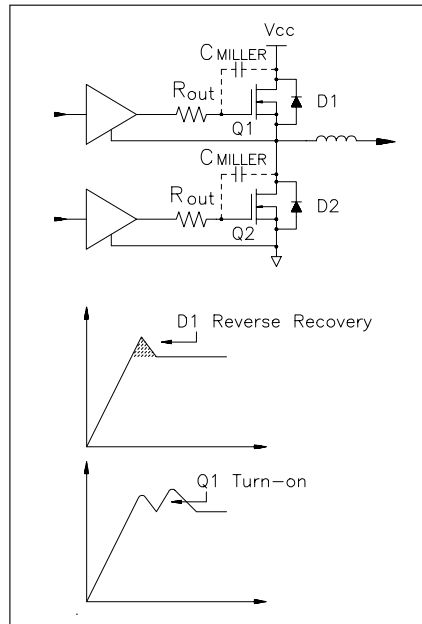 Vcc
CMILLER
Rout
D1
Q1
CMILLER
Rout
D2
Q2
D1 Reverse Recovery
Q1 Turn-on